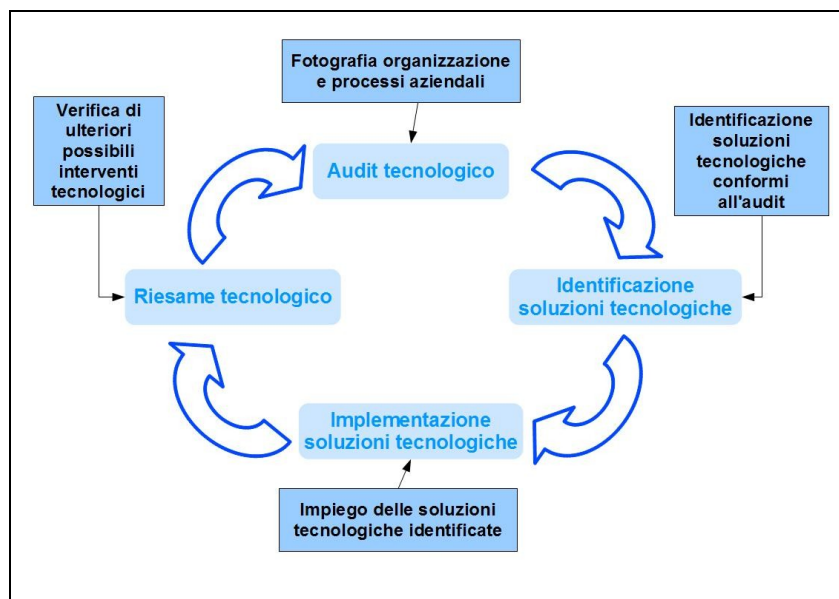 Fotografia organizzazione
e processi aziendali
Verifica di
ulteriori
possibili
interventi
tecnologici
Identificazione
soluzioni
tecnologiche
conformi
all'audit
Audit tecnologico
Riesame tecnologico
Identificazione
soluzioni tecnologiche
Implementazione
soluzioni tecnologiche
Impiego delle soluzioni
tecnologiche identificate